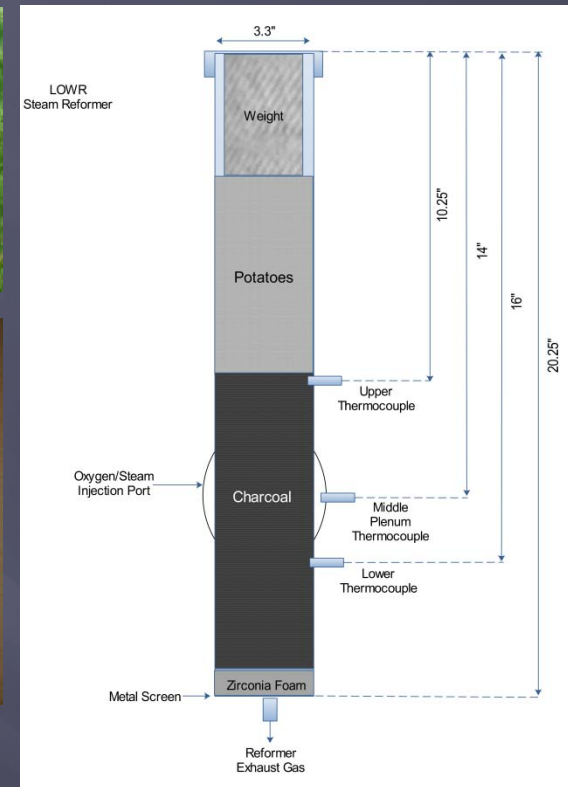 3.3"
LOWR
Steam Reformer
Weight
10.25"
14"
16"
20.25"
Potatoes
Upper
Thermocouple
Oxygen/Steam
Injection Port
Charcoal
Middle
Plenum
Thermocouple
Lower
Thermocouple
Zirconia Foam
Metal Screen
Reformer
Exhaust Gas